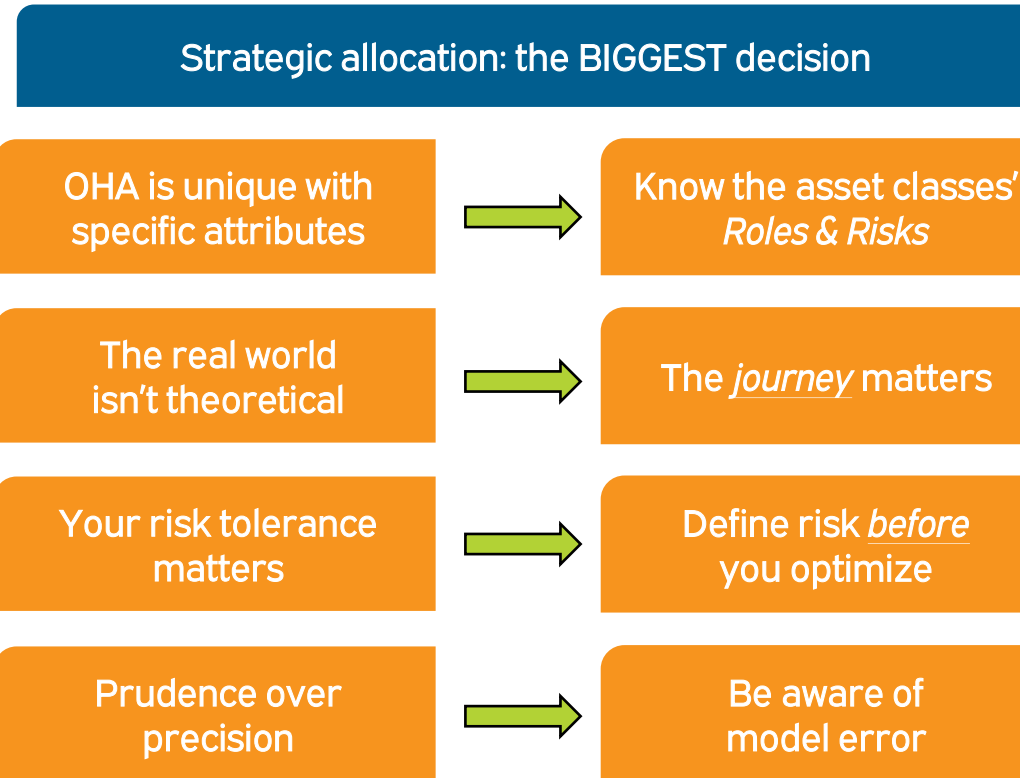 Strategic allocation: the BIGGEST decision
OHA is unique with
specific attributes
Know the asset classes'
Roles & Risks
The real world
isn't theoretical
The journey matters
Your risk tolerance
matters
Define risk before
you optimize
Prudence over
precision
Be aware of
model error